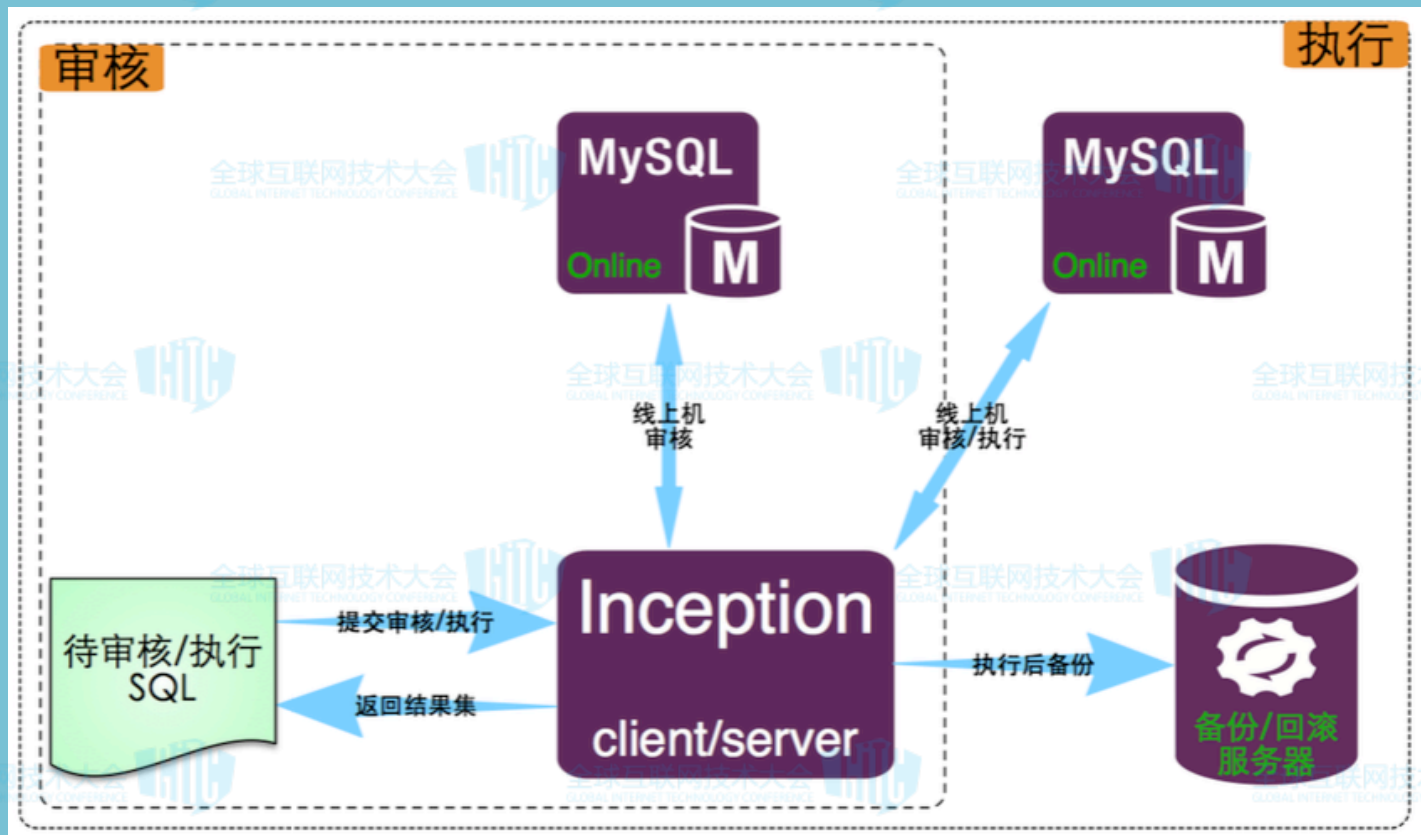 审核
执行
MySQL
Online
M
MySQL
Online
M
线上机
审核
线上机
审核/执行
待审核/执行
SQL
提交审核/执行
返回结果集
Inception
client/server
执行后备份
备份/回滚
服务器
全球互联网技术大会
GLOBAL INTERNET TECHNOLOGY CONFERENCE
GITC